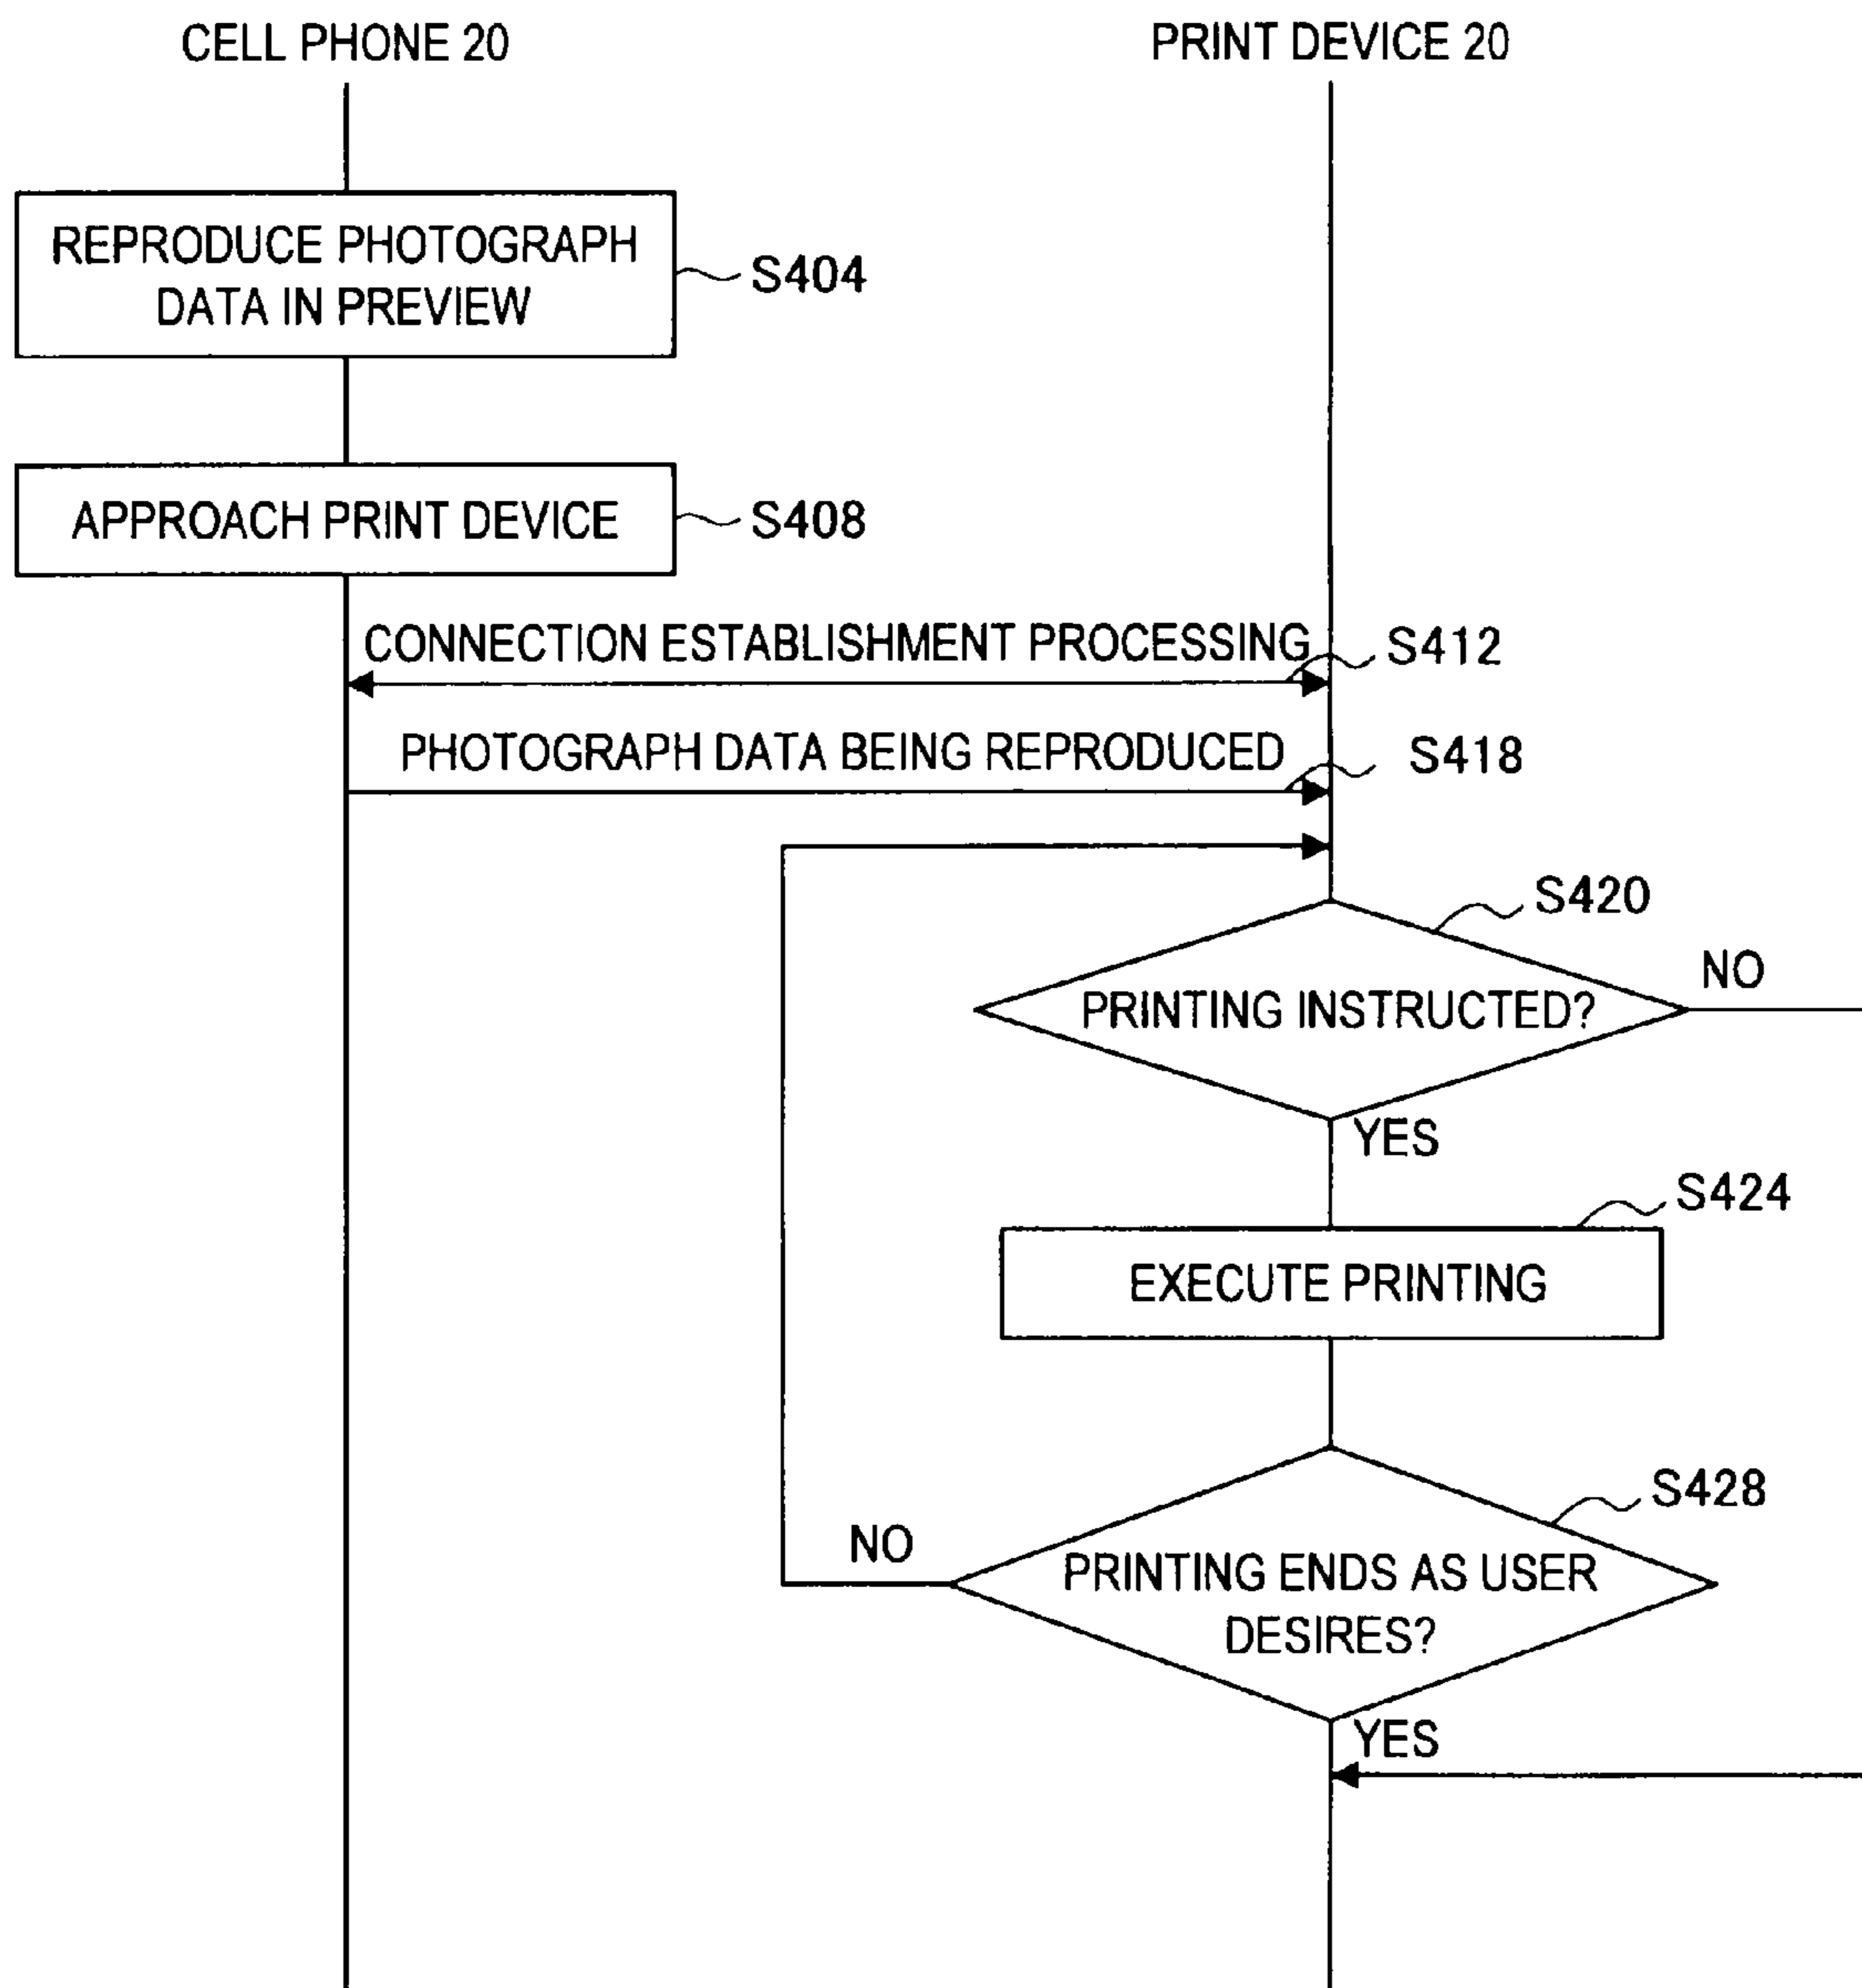 CELL PHONE 20
PRINT DEVICE 20
REPRODUCE PHOTOGRAPH
DATA IN PREVIEW
S404
APPROACH PRINT DEVICE
S408
CONNECTION ESTABLISHMENT PROCESSING
S412
PHOTOGRAPH DATA BEING REPRODUCED
S418
S420
PRINTING INSTRUCTED?
NO
YES
S424
EXECUTE PRINTING
S428
NO
PRINTING ENDS AS USER
DESIRES?
YES